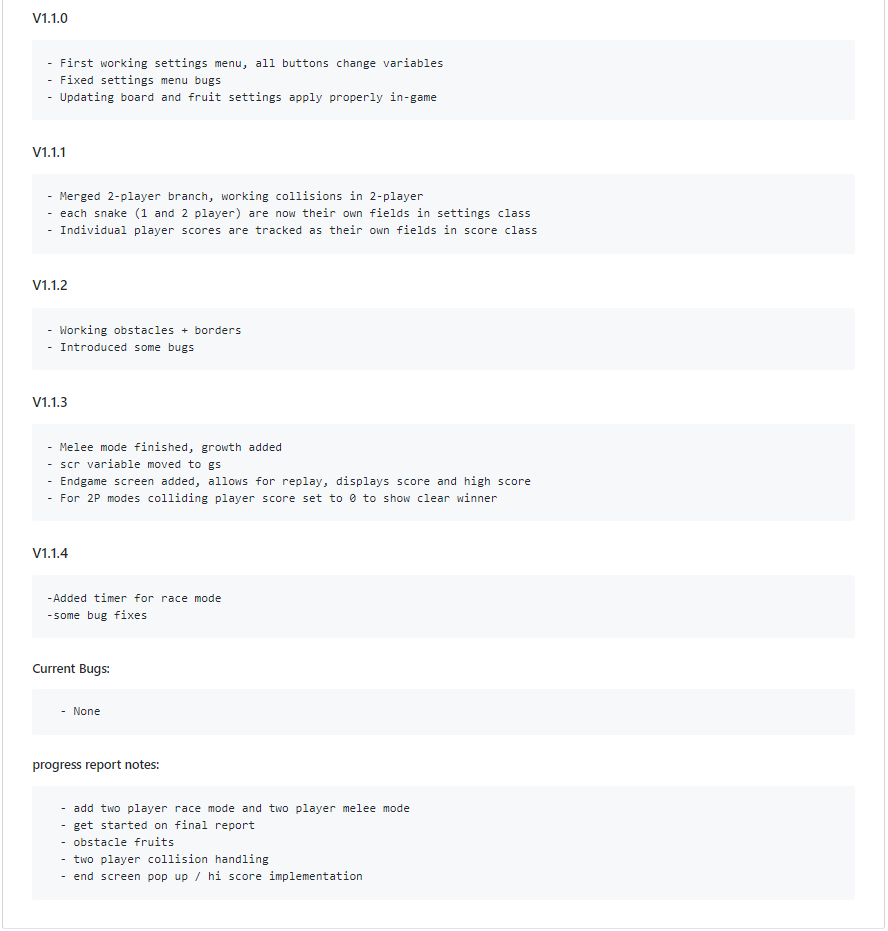 V1.1.0
- First working settings menu, all buttons change variables
- Fixed settings menu bugs
- Updating board and fruit settings apply properly in-game
V1.1.1
- Merged 2-player branch, working collisions in 2-player
- each snake (1 and 2 player) are now their own fields in settings class
- Individual player scores are tracked as their own fields in score class
V1.1.2
- Working obstacles + borders
- Introduced some bugs
V1.1.3
- Melee mode finished, growth added
- scr variable moved to gs
- Endgame screen added, allows for replay, displays score and high score
- For 2P modes colliding player score set to 0 to show clear winner
V1.1.4
-Added timer for race mode
-some bug fixes
Current Bugs:
- None
progress report notes:
- add two player race mode and two player melee mode
- get started on final report
- obstacle fruits
- two player collision handling
- end screen pop up / hi score implementation